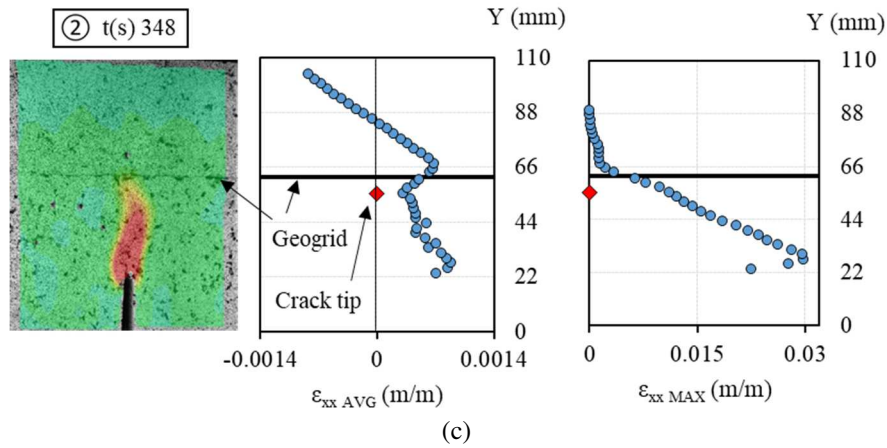 ② t(s) 348
Y (mm)
110
88
66
44
22
0
-0.0014
0
0.0014
εxx AVG (m/m)
Geogrid
Crack tip
Y (mm)
110
88
66
44
22
0
0
0.015
0.03
εxx MAX (m/m)
(c)